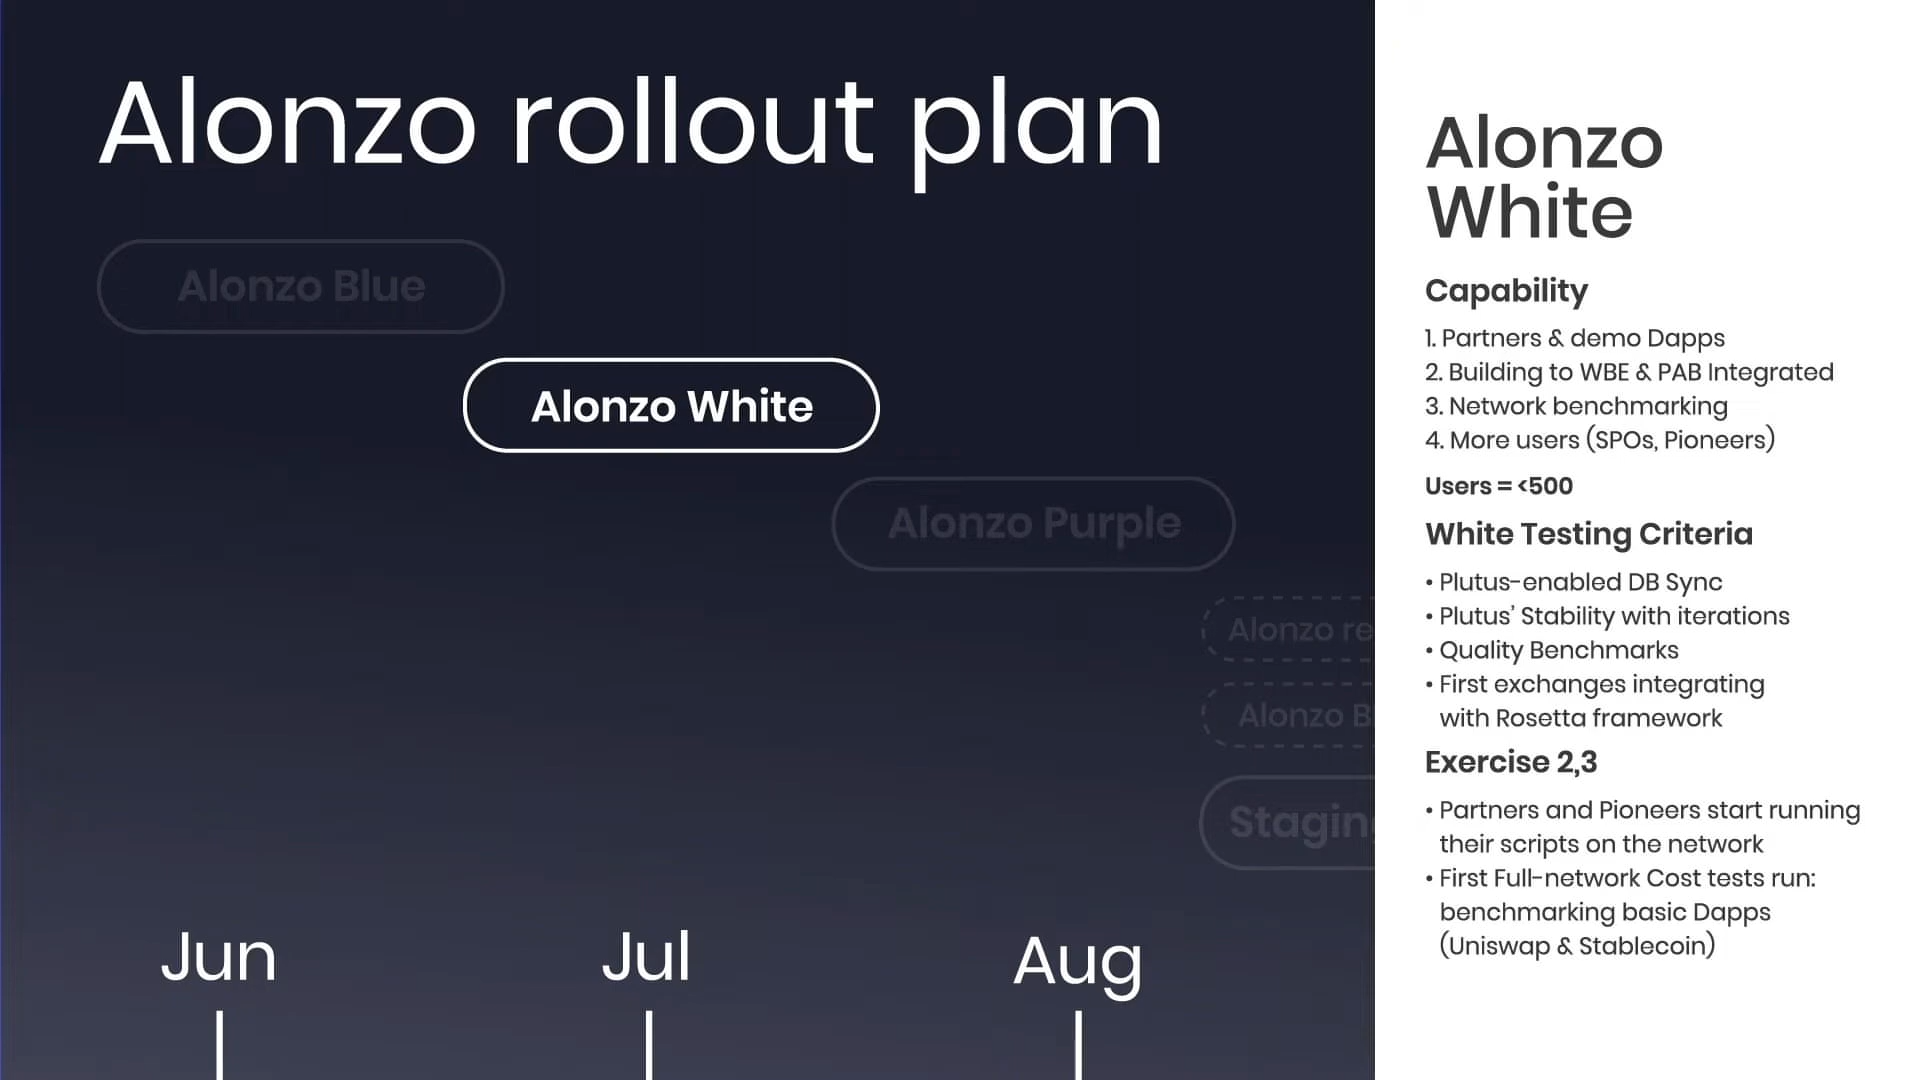 Alonzo rollout plan
Alonzo Blue
Alonzo White
Alonzo Purple
Alonzo re
Alonzo B
Staging
Jun
Jul
Aug
Alonzo
White
Capability
1. Partners & demo Dapps
2. Building to WBE & PAB Integrated
3. Network benchmarking
4. More users (SPOs, Pioneers)
Users = <500
White Testing Criteria
• Plutus-enabled DB Sync
• Plutus’ Stability with iterations
• Quality Benchmarks
• First exchanges integrating
with Rosetta framework
Exercise 2,3
• Partners and Pioneers start running
their scripts on the network
• First Full-network Cost tests run:
benchmarking basic Dapps
(Uniswap & Stablecoin)